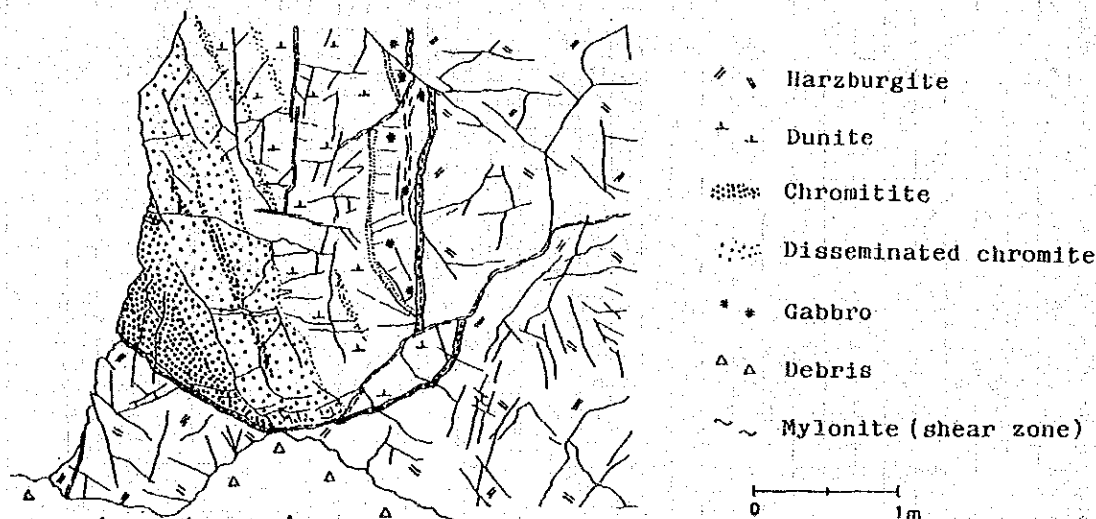 Harzburgite
Dunite
Chromitite
Disseminated chromite
Gabbro
Debris
Mylonite (shear zone)
0 1m